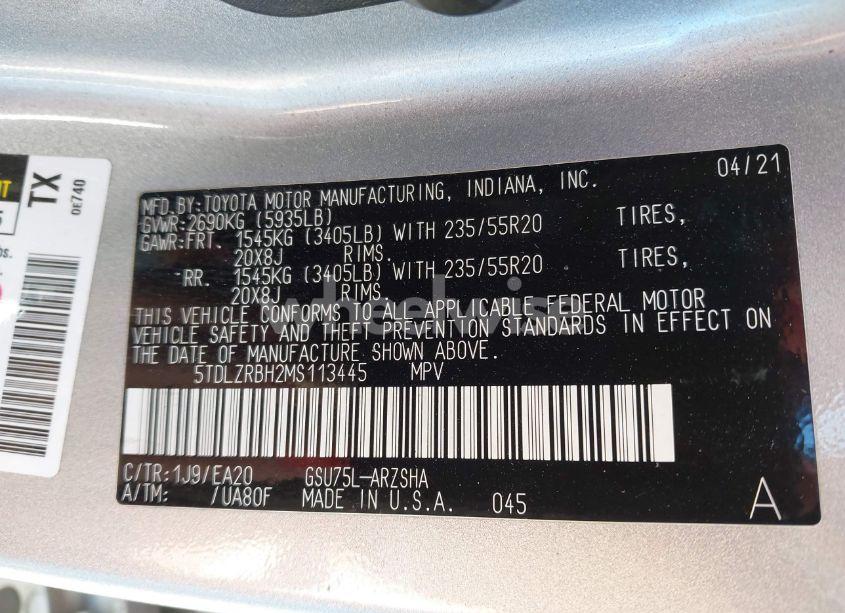 04/21
MFD.BY:TOYOTA MOTOR MANUFACTURING, INDIANA, INC.
GVWR:2690KG (5935LB)
GAWR:FRT. 1545KG (3405LB) WITH 235/55R20 TIRES,
20X8J RIMS.
RR. 1545KG (3405LB) WITH 235/55R20 TIRES,
20X8J RIMS.
THIS VEHICLE CONFORMS TO ALL APPLICABLE FEDERAL MOTOR
VEHICLE SAFETY AND THEFT PREVENTION STANDARDS IN EFFECT ON
THE DATE OF MANUFACTURE SHOWN ABOVE.
5TDLZRBH2MS113445 MPV
C/TR:1J9/EA20 GSU75L-ARZSHA
A/TM: /UA80F MADE IN U.S.A. 045 A
TX
0E740
wheelwise